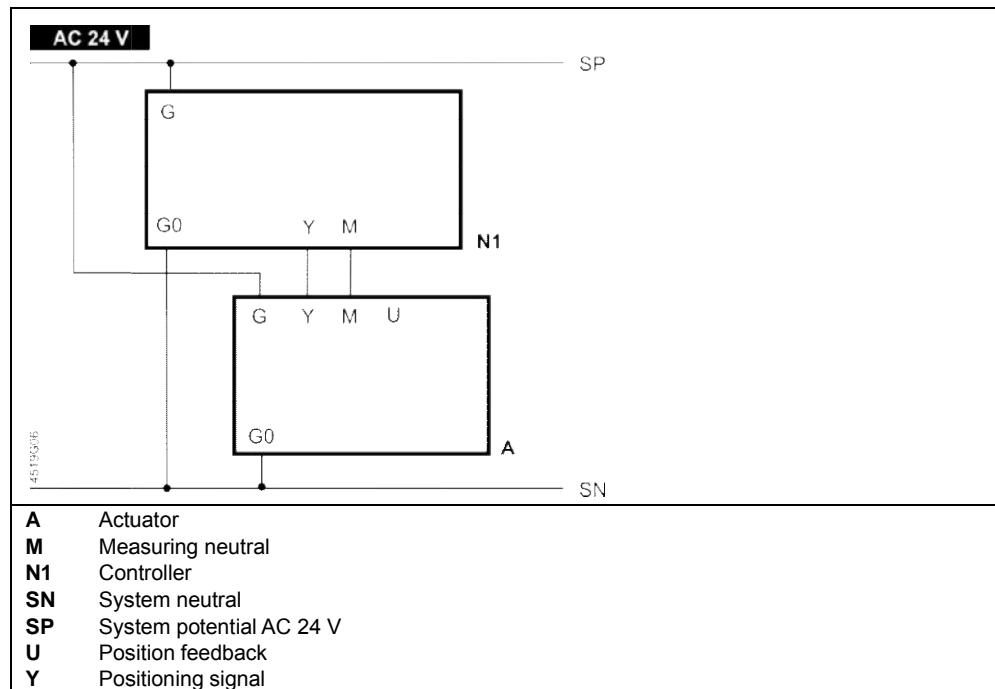 AC 24 V
SP
G
G0 Y M
N1
G Y M U
G0
A
4519G06
SN
A Actuator
M Measuring neutral
N1 Controller
SN System neutral
SP System potential AC 24 V
U Position feedback
Y Positioning signal